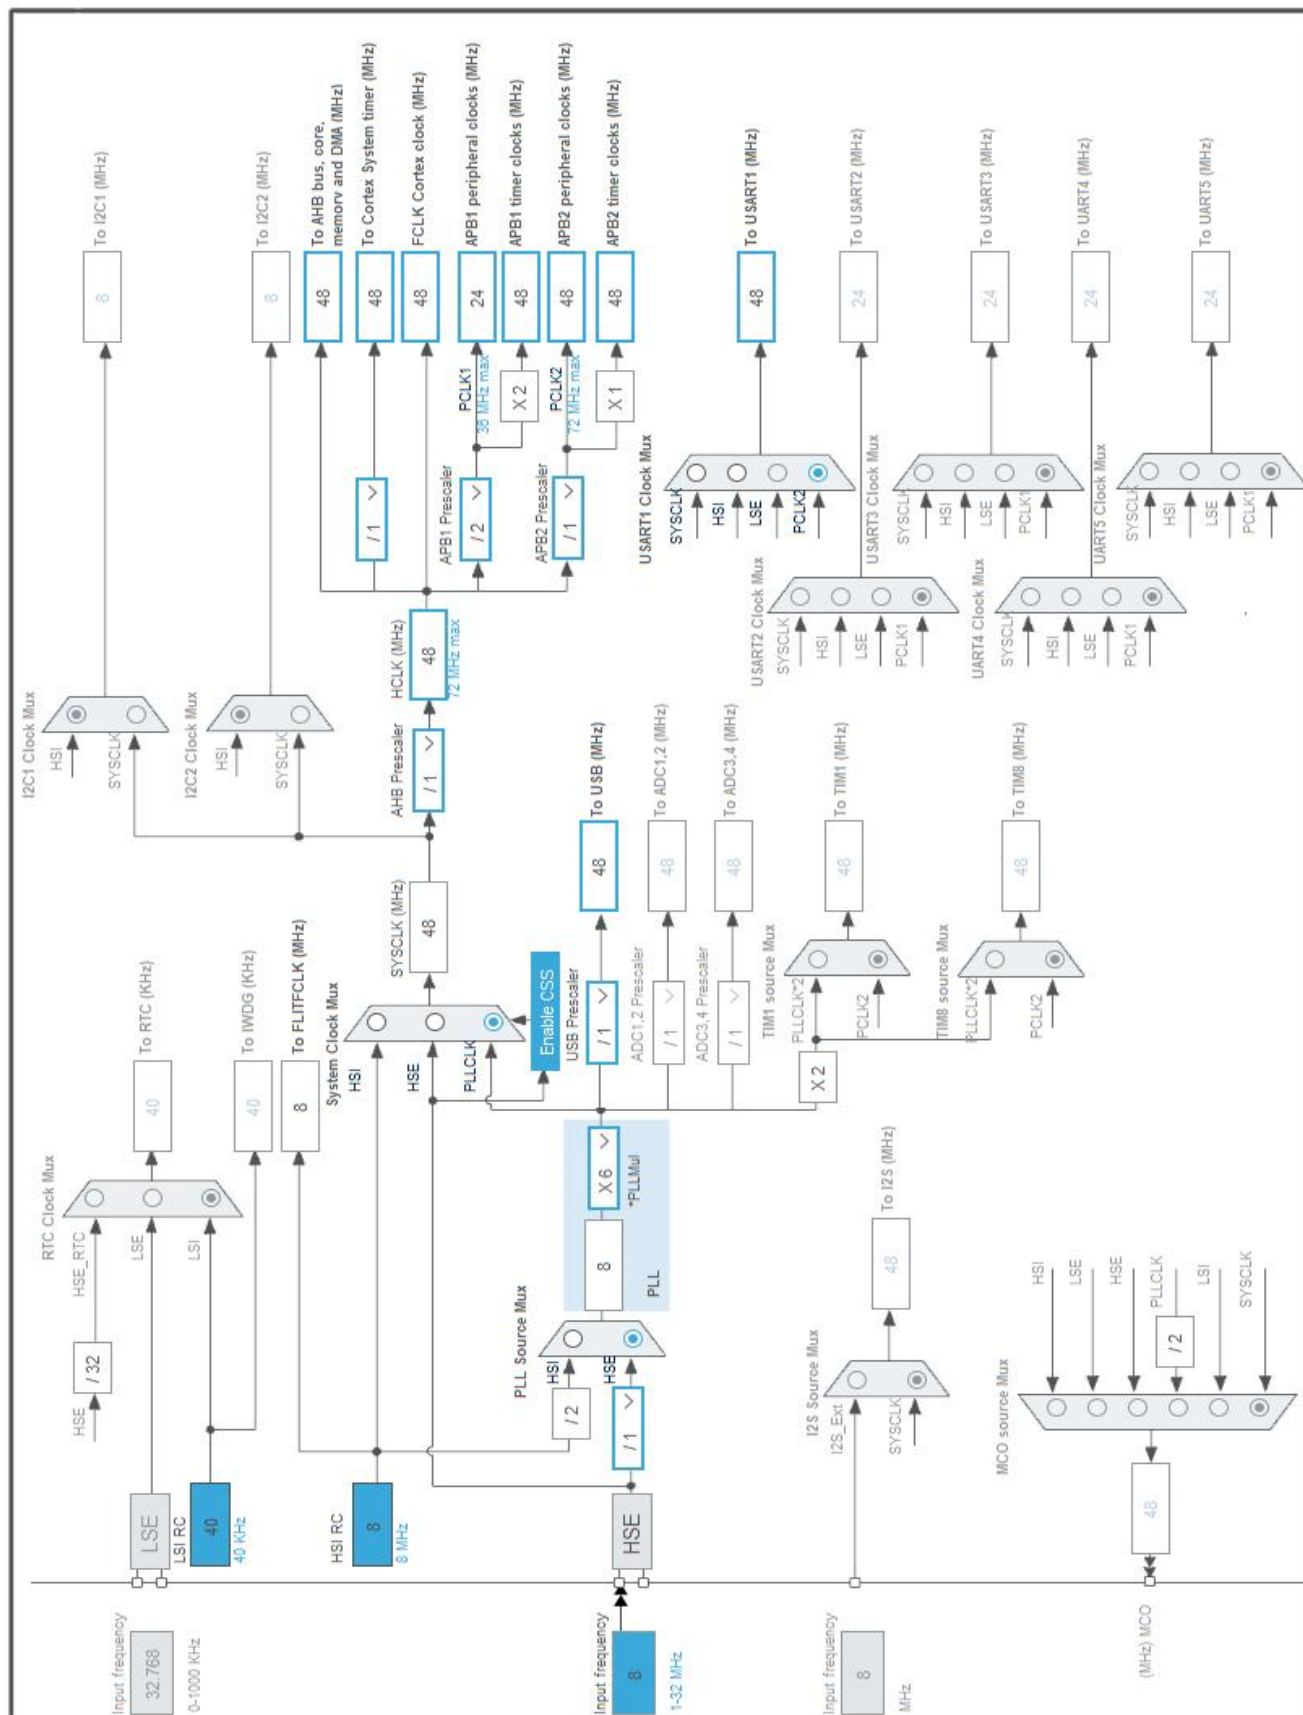 Input frequency
32.768
0-1000 KHz
LSE
LSI RC
40
40 KHz
HSE
/ 32
HSE_RTC
LSE
LSI
RTC Clock Mux
40
To RTC (KHz)
40
To IWDG (KHz)
HSI RC
8
8 MHz
8
To FLITFCLK (MHz)
System Clock Mux
HSI
HSE
PLLCLK
Enable CSS
SYSCLK (MHz)
48
I2C1 Clock Mux
HSI
SYSCLK
8
To I2C1 (MHz)
I2C2 Clock Mux
HSI
SYSCLK
8
To I2C2 (MHz)
AHB Prescaler
/ 1
HCLK (MHz)
48
72 MHz max
48
To AHB bus, core,
memory and DMA (MHz)
/ 1
48
To Cortex System timer (MHz)
48
FCLK Cortex clock (MHz)
APB1 Prescaler
/ 2
PCLK1
36 MHz max
24
APB1 peripheral clocks (MHz)
X 2
48
APB1 timer clocks (MHz)
APB2 Prescaler
/ 1
PCLK2
72 MHz max
48
APB2 peripheral clocks (MHz)
X 1
48
APB2 timer clocks (MHz)
Input frequency
8
1-32 MHz
HSE
PLL Source Mux
/ 2
HSI
/ 1
HSE
8
X 6
*PLLMul
PLL
USB Prescaler
/ 1
48
To USB (MHz)
ADC1,2 Prescaler
/ 1
48
To ADC1,2 (MHz)
ADC3,4 Prescaler
/ 1
48
To ADC3,4 (MHz)
X 2
TIM1 source Mux
PLLCLK*2
PCLK2
48
To TIM1 (MHz)
TIM8 source Mux
PLLCLK*2
PCLK2
48
To TIM8 (MHz)
USART1 Clock Mux
SYSCLK
HSI
LSE
PCLK2
48
To USART1 (MHz)
USART2 Clock Mux
SYSCLK
HSI
LSE
PCLK1
24
To USART2 (MHz)
USART3 Clock Mux
SYSCLK
HSI
LSE
PCLK1
24
To USART3 (MHz)
UART4 Clock Mux
SYSCLK
HSI
LSE
PCLK1
24
To UART4 (MHz)
UART5 Clock Mux
SYSCLK
HSI
LSE
PCLK1
24
To UART5 (MHz)
Input frequency
8
MHz
I2S Source Mux
I2S_Ext
SYSCLK
48
To I2S (MHz)
MCO source Mux
HSI
LSE
HSE
PLLCLK
/ 2
LSI
SYSCLK
48
(MHz) MCO